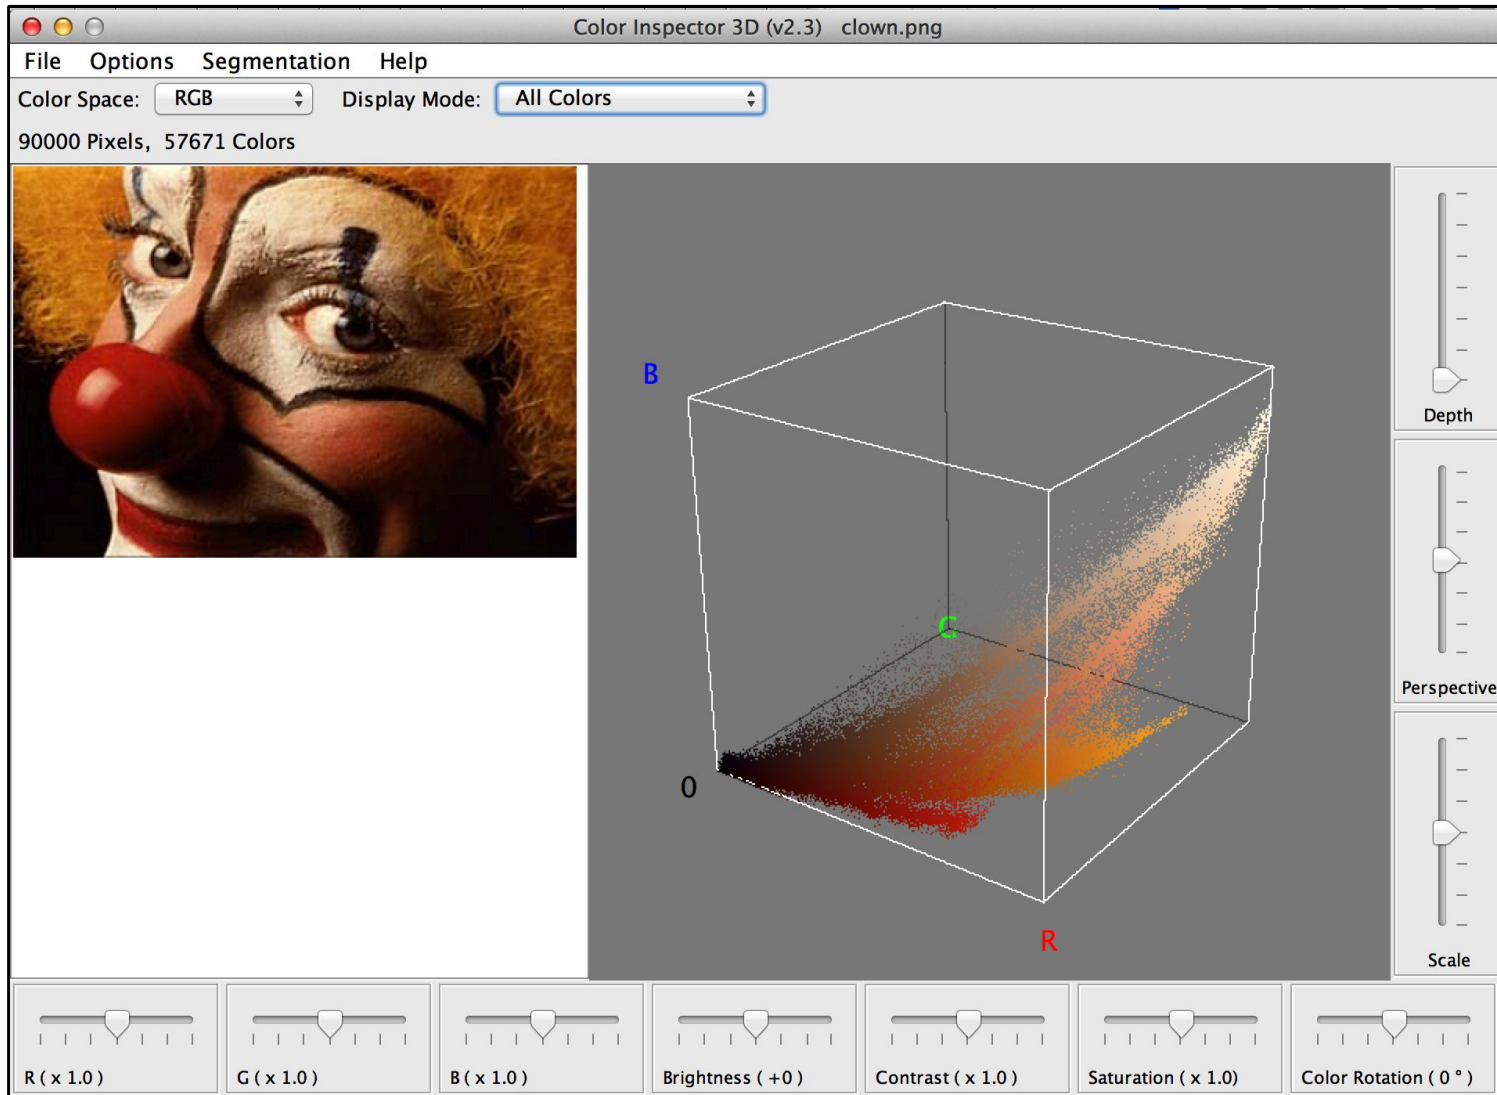 Color Inspector 3D (v2.3) clown.png
File Options Segmentation Help
Color Space: RGB Display Mode: All Colors
90000 Pixels, 57671 Colors
B
G
0
R
Depth
Perspective
Scale
R ( x 1.0 ) G ( x 1.0 ) B ( x 1.0 ) Brightness ( +0 ) Contrast ( x 1.0 ) Saturation ( x 1.0) Color Rotation ( 0 ° )